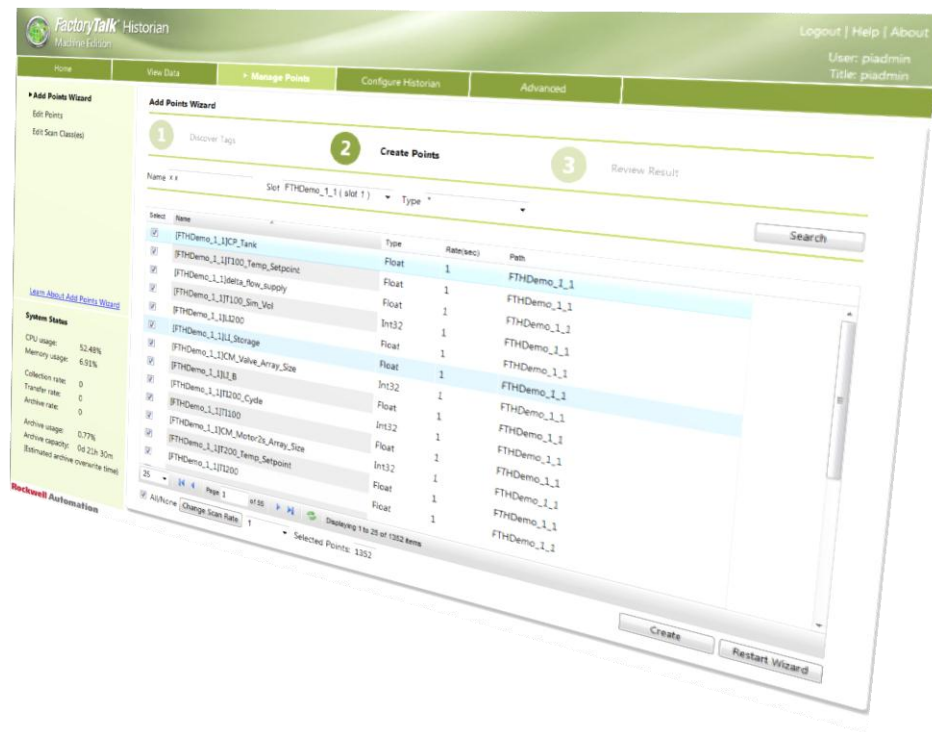 FactoryTalk Historian
Machine Edition
Logout | Help | About
User: piadmin
Title: piadmin
Home
View Data
Manage Points
Configure Historian
Advanced
Add Points Wizard
Edit Points
Edit Scan Class(es)
Learn About Add Points Wizard
System Status
CPU usage: 52.48%
Memory usage: 6.91%
Collection rate: 0
Transfer rate: 0
Archive rate: 0
Archive usage: 0.77%
Archive capacity: 0d 21h 30m
(Estimated archive overwrite time)
Rockwell Automation
Add Points Wizard
1 Discover Tags
2 Create Points
3 Review Result
Name ** Slot FTHDemo_1_1 ( slot 1 ) Type *
Search
Select Name Type Rate(sec) Path
[FTHDemo_1_1]CP_Tank Float 1 FTHDemo_1_1
[FTHDemo_1_1]T100_Temp_Setpoint Float 1 FTHDemo_1_1
[FTHDemo_1_1]delta_flow_supply Float 1 FTHDemo_1_1
[FTHDemo_1_1]T100_Sim_Vol Int32 1 FTHDemo_1_1
[FTHDemo_1_1]LI200 Float 1 FTHDemo_1_1
[FTHDemo_1_1]LI_Storage Float 1 FTHDemo_1_1
[FTHDemo_1_1]CM_Valve_Array_Size Int32 1 FTHDemo_1_1
[FTHDemo_1_1]LI_B Float 1 FTHDemo_1_1
[FTHDemo_1_1]TI200_Cyde Int32 1 FTHDemo_1_1
[FTHDemo_1_1]TI100 Float 1 FTHDemo_1_1
[FTHDemo_1_1]CM_Motor2s_Array_Size Int32 1 FTHDemo_1_1
[FTHDemo_1_1]T200_Temp_Setpoint Float 1 FTHDemo_1_1
[FTHDemo_1_1]TI200 Float 1 FTHDemo_1_1
25 Page 1 of 55 Displaying 1 to 25 of 1352 items
All/None Change Scan Rate 1 Selected Points: 1352
Create
Restart Wizard